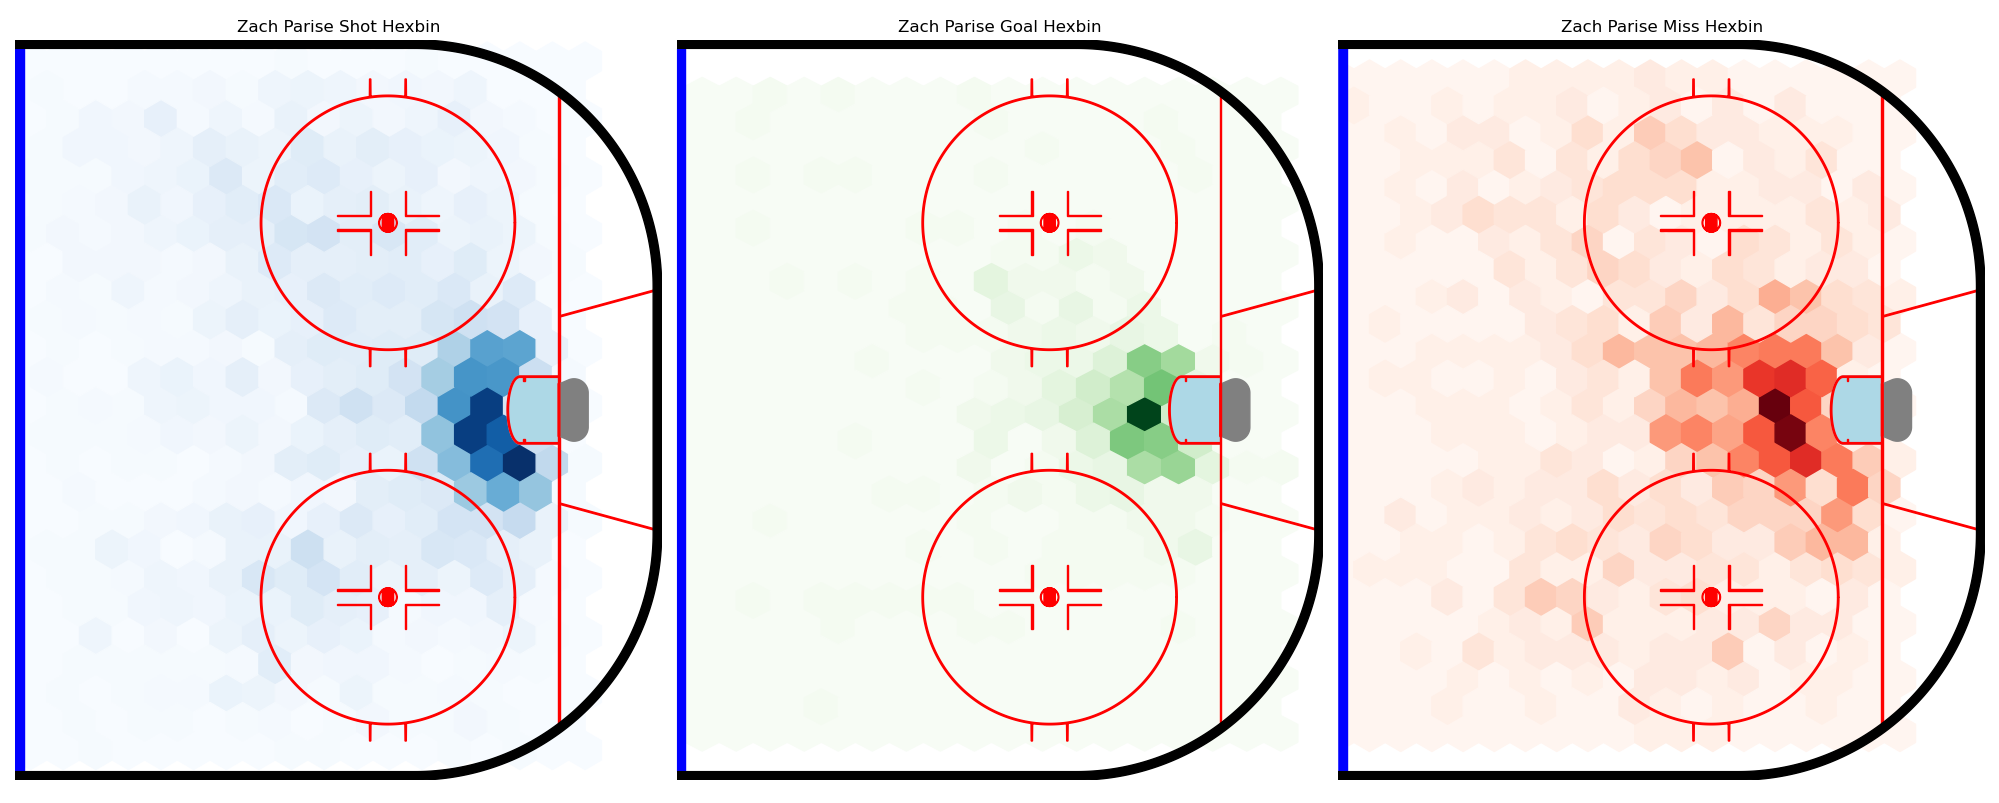 Zach Parise Shot Hexbin
Zach Parise Goal Hexbin
Zach Parise Miss Hexbin